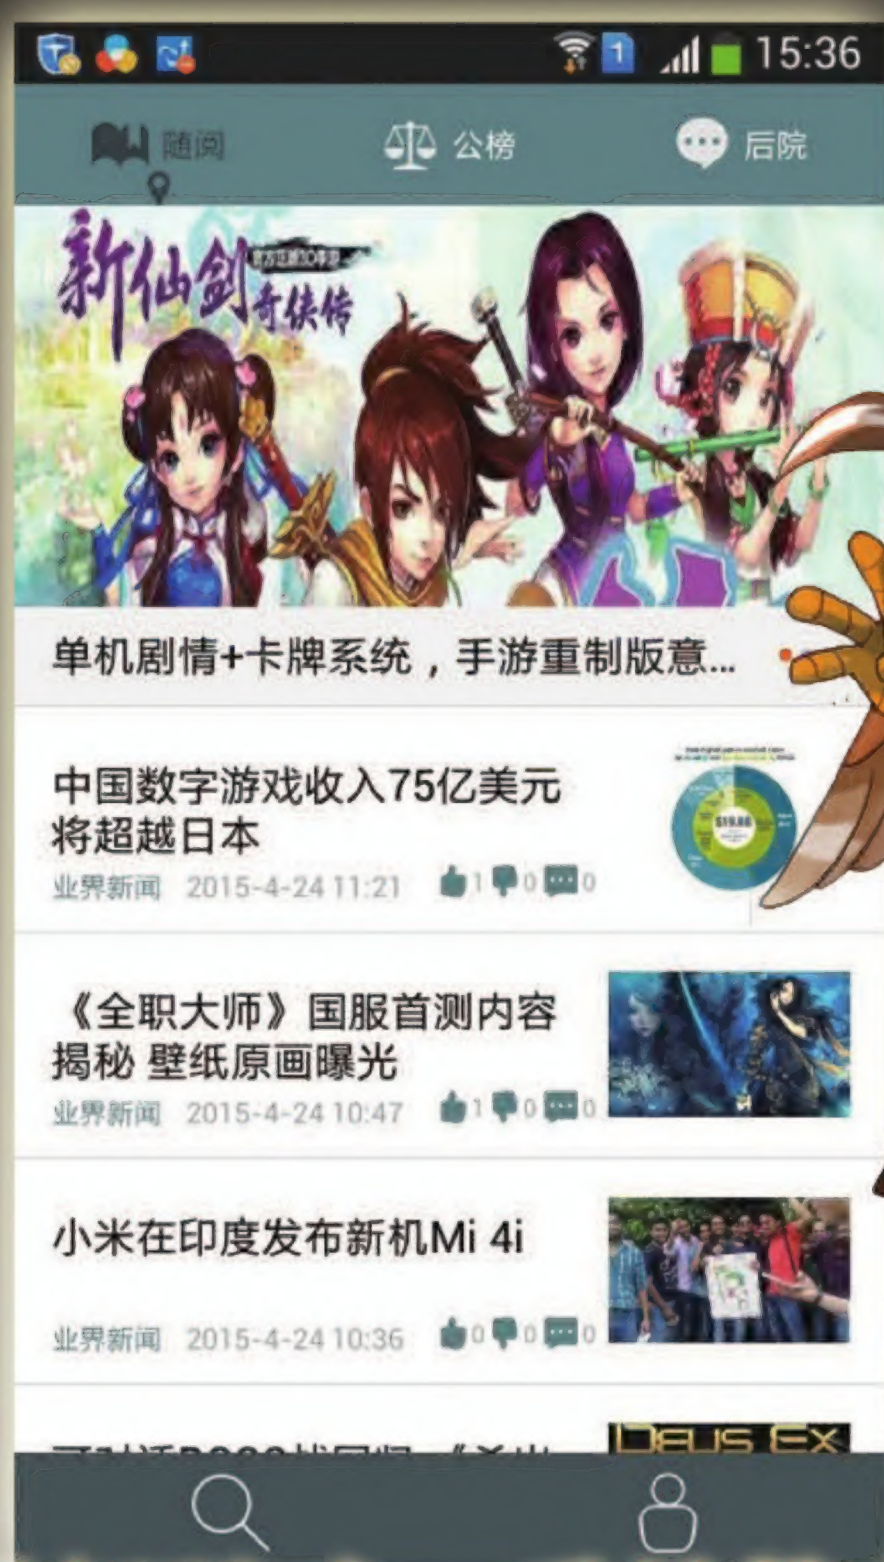 15:36
随阅 公榜 后院
新仙剑
奇侠传
单机剧情+卡牌系统，手游重制版意...
中国数字游戏收入75亿美元
将超越日本
业界新闻 2015-4-24 11:21 1 0 0
《全职大师》国服首测内容
揭秘 壁纸原画曝光
业界新闻 2015-4-24 10:47 1 0 0
小米在印度发布新机Mi 4i
业界新闻 2015-4-24 10:36 0 0 0
DEUS EX